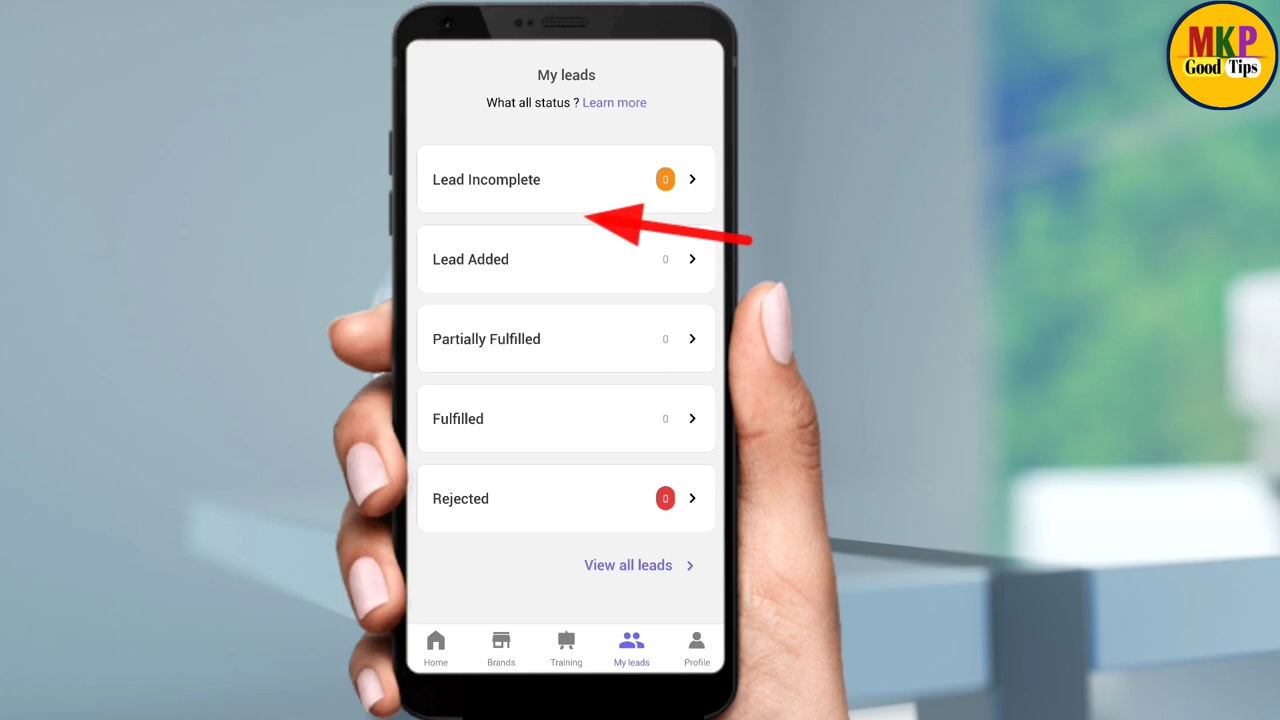 MKP
Good Tips
My leads
What all status ? Learn more
Lead Incomplete 0
Lead Added 0
Partially Fulfilled 0
Fulfilled 0
Rejected 0
View all leads
Home Brands Training My leads Profile